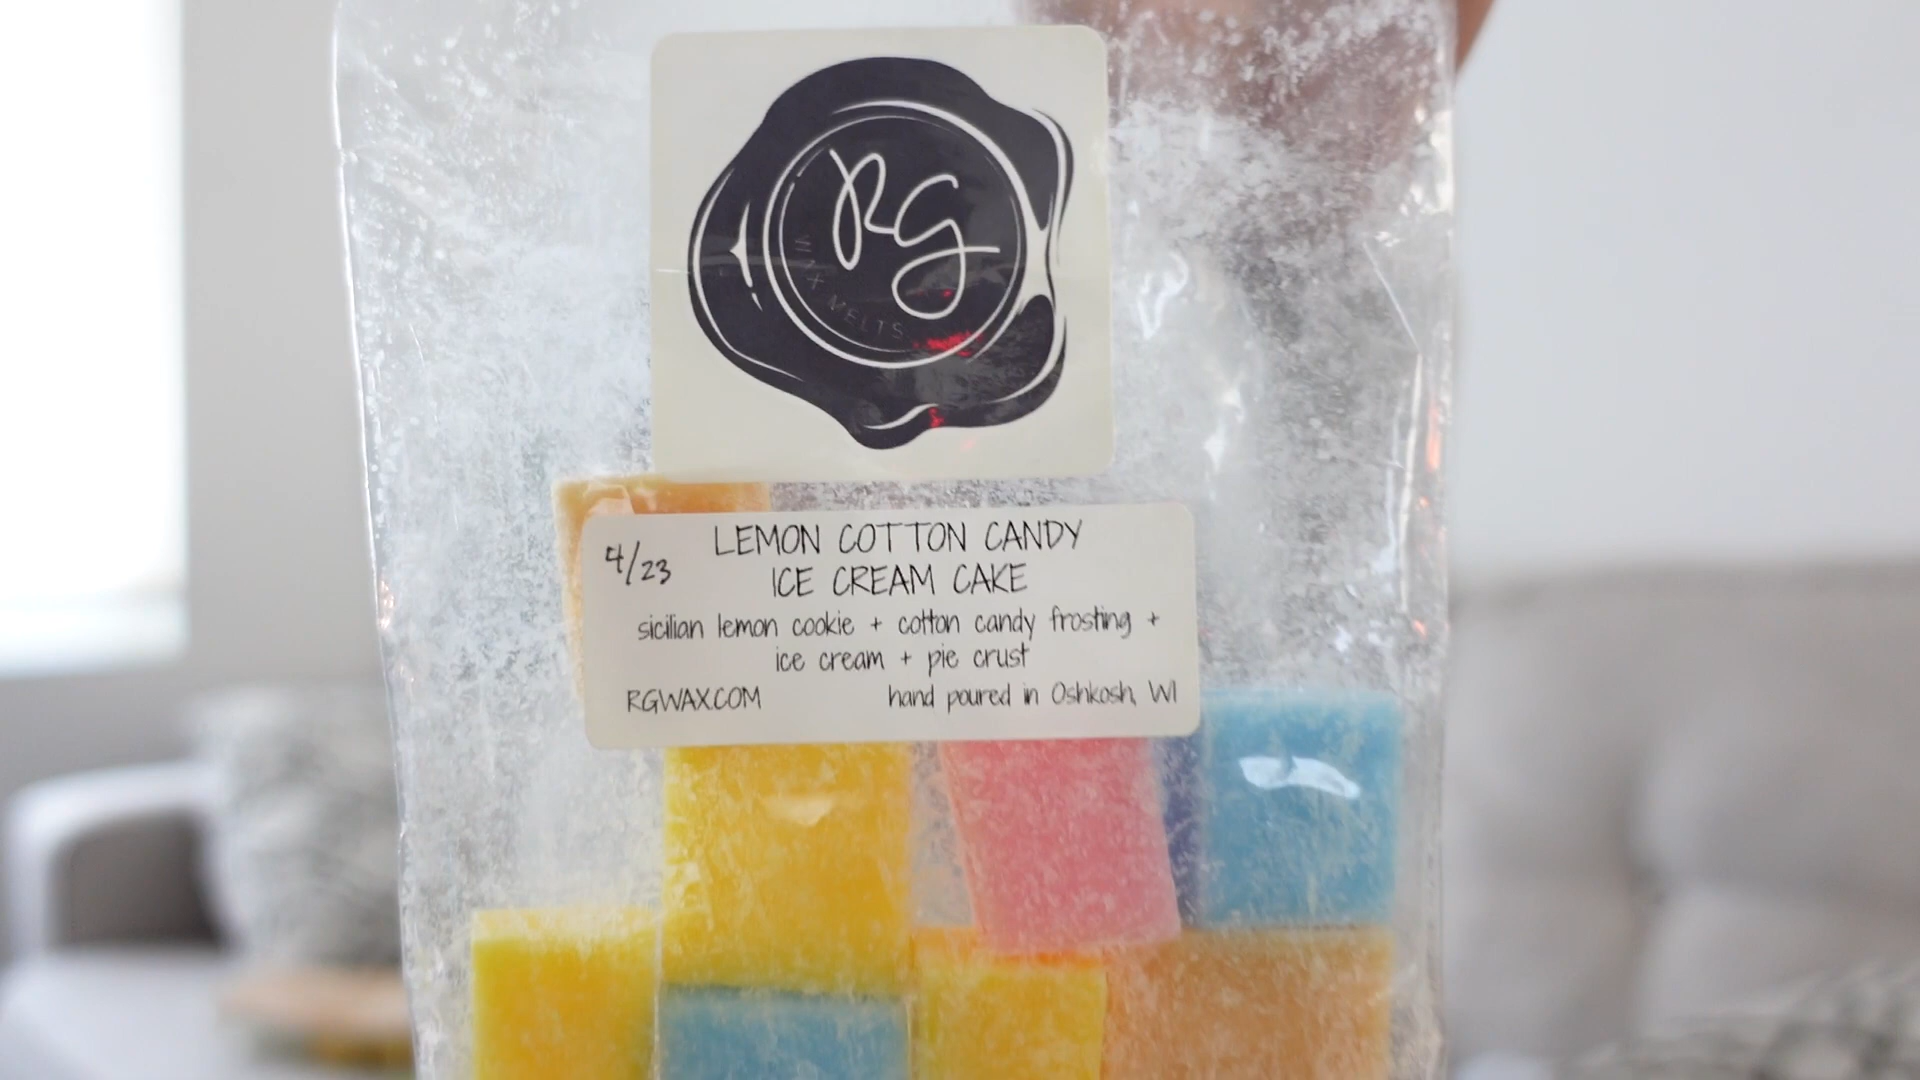 RG
WAX MELTS
4/23
LEMON COTTON CANDY
ICE CREAM CAKE
sicilian lemon cookie + cotton candy frosting +
ice cream + pie crust
RGWAX.COM hand poured in Oshkosh, WI